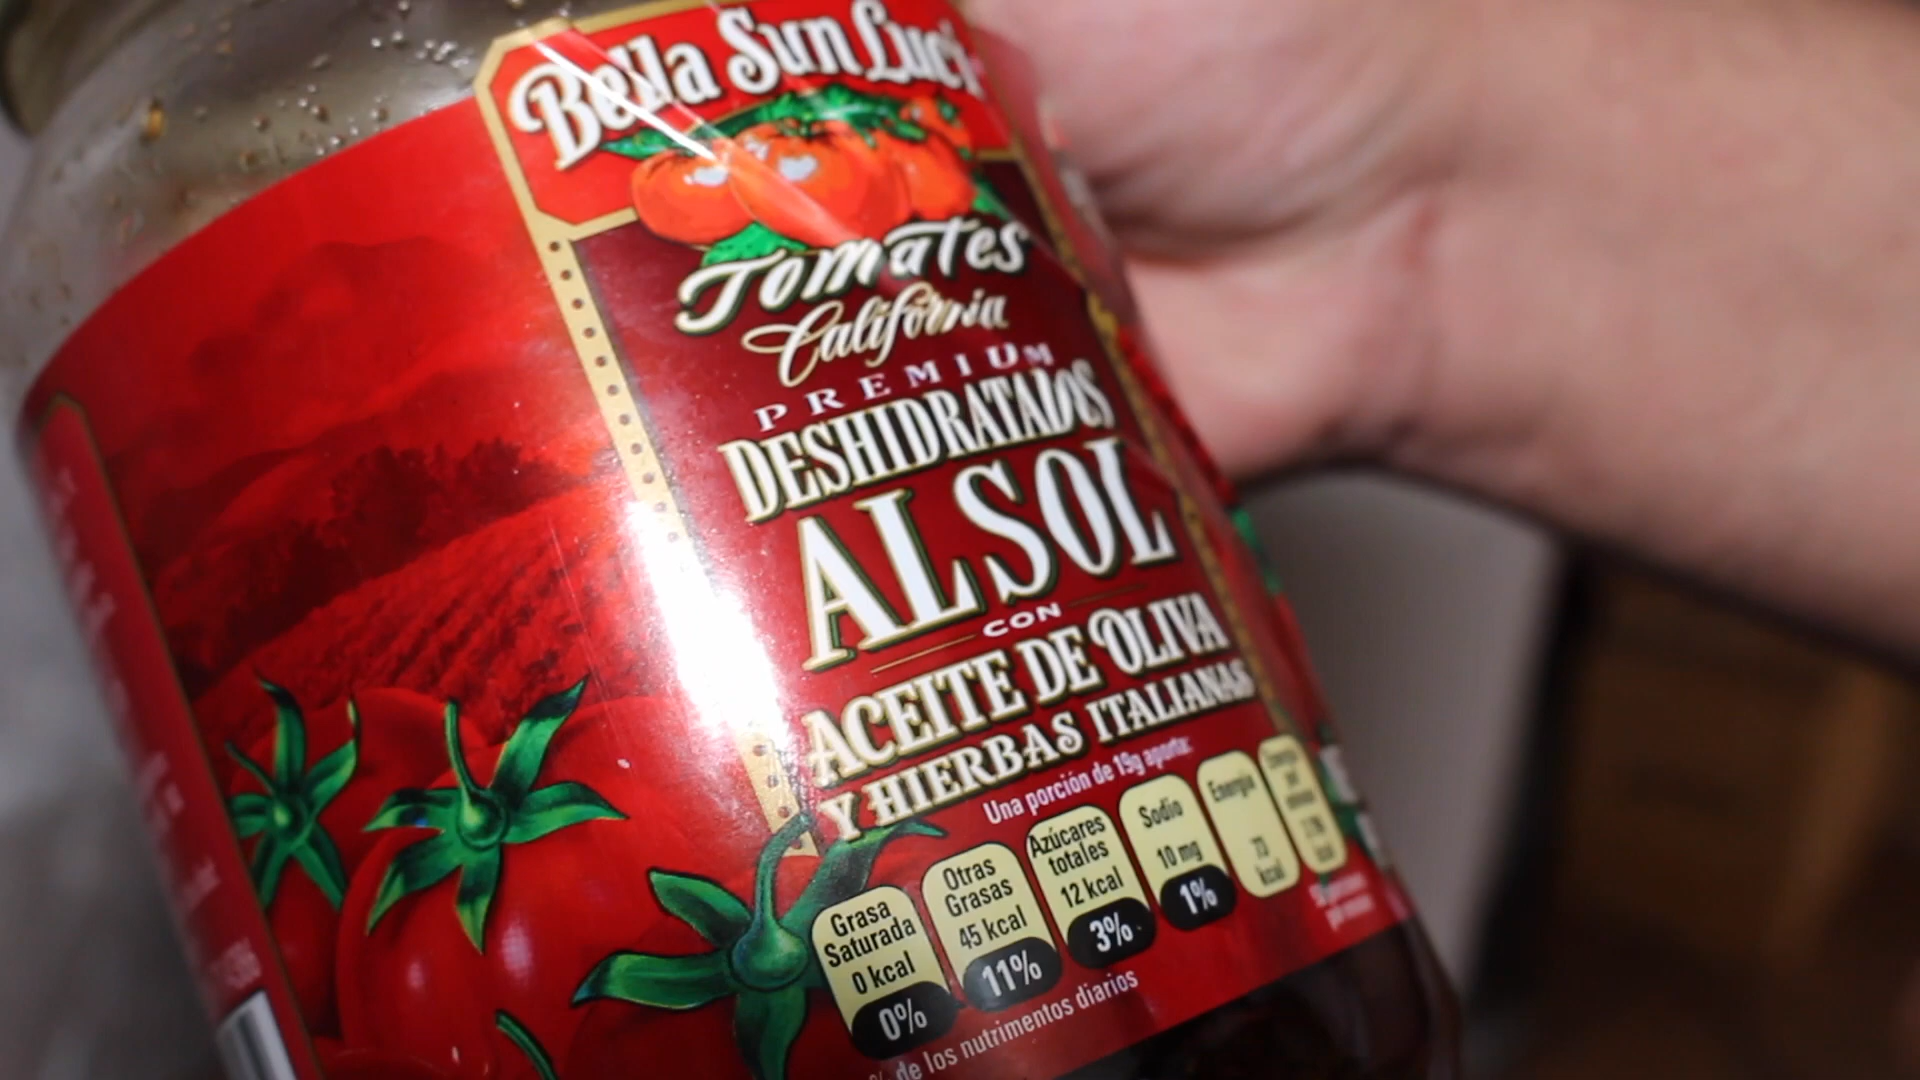 Bella Sun Luci
Tomates
California
PREMIUM
DESHIDRATADOS
AL SOL
CON
ACEITE DE OLIVA
Y HIERBAS ITALIANAS
Una porción de 19g aporta:
Grasa Saturada 0 kcal 0%
Otras Grasas 45 kcal 11%
Azúcares totales 12 kcal 3%
Sodio 10 mg 1%
Energía 73 kcal
% de los nutrimentos diarios